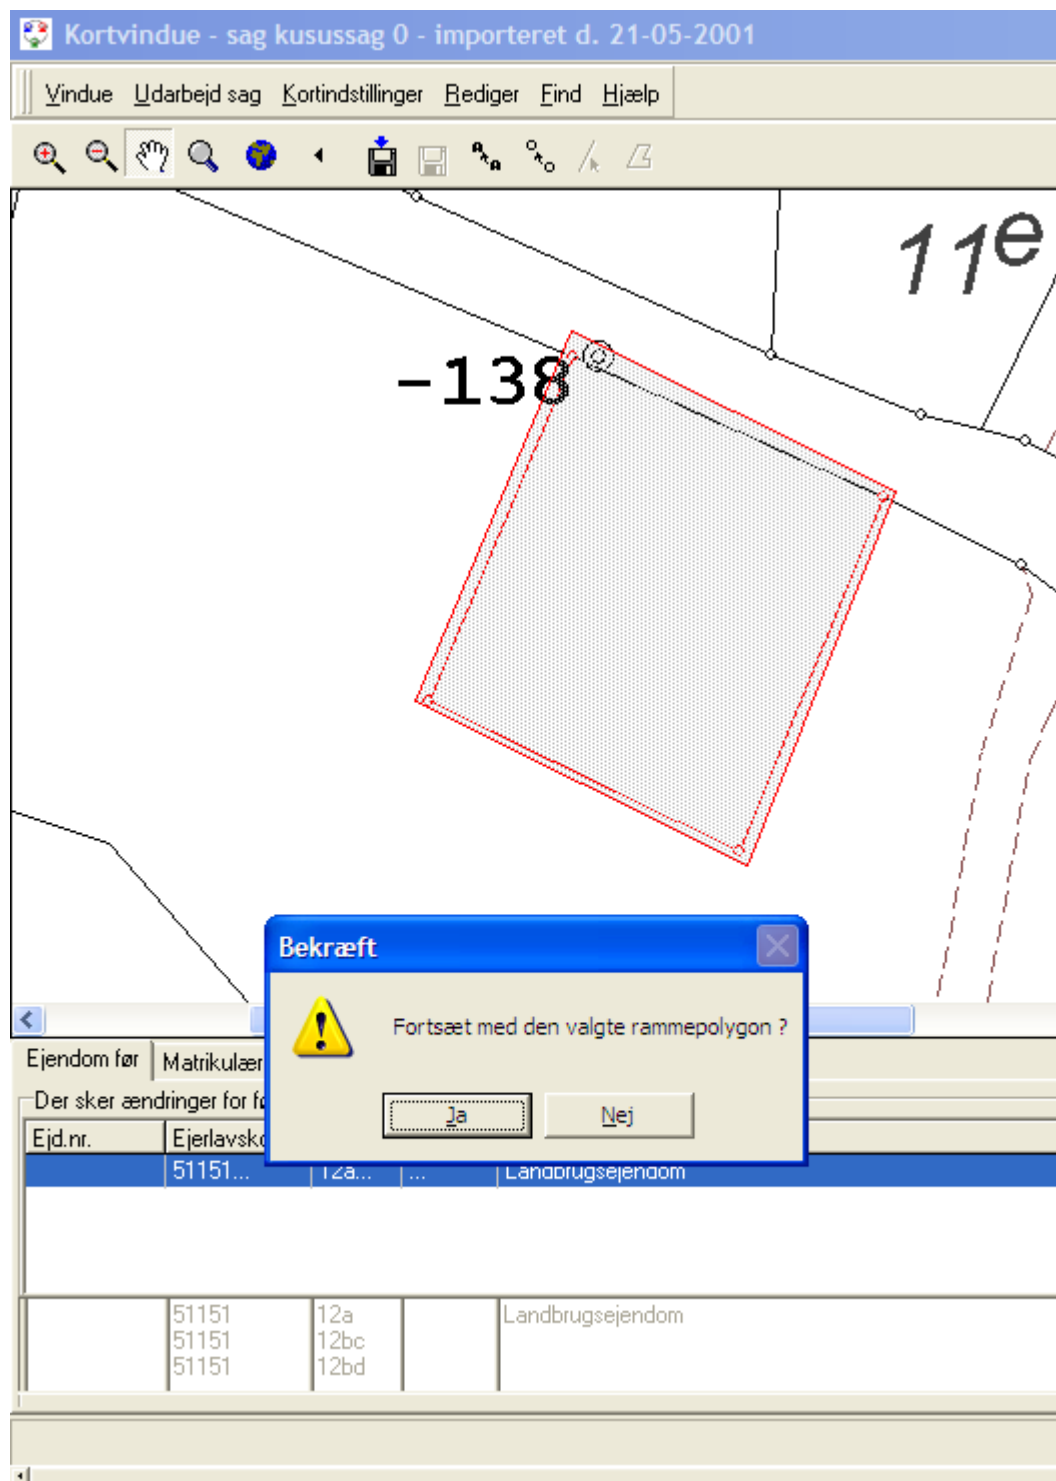 Kortvindue - sag kusussag 0 - importeret d. 21-05-2001
Vindue Udarbejd sag Kortindstillinger Rediger Find Hjælp
11e
-138
Bekræft
Fortsæt med den valgte rammepolygon ?
Ja Nej
Ejendom før Matrikulær
Der sker ændringer for fø
Ejd.nr. Ejerlavsko
51151... 12a... ... Landbrugsejendom
51151 12a Landbrugsejendom
51151 12bc
51151 12bd